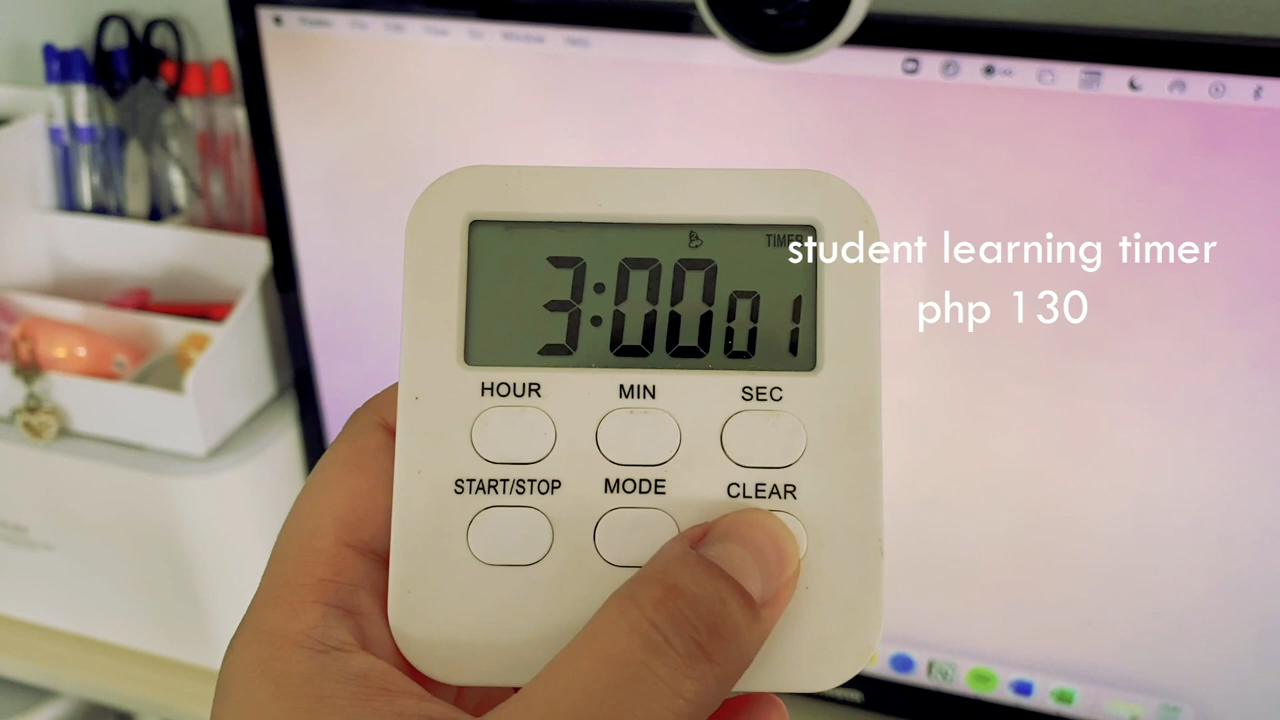 TIMER
3:00 01
student learning timer
php 130
HOUR MIN SEC
START/STOP MODE CLEAR